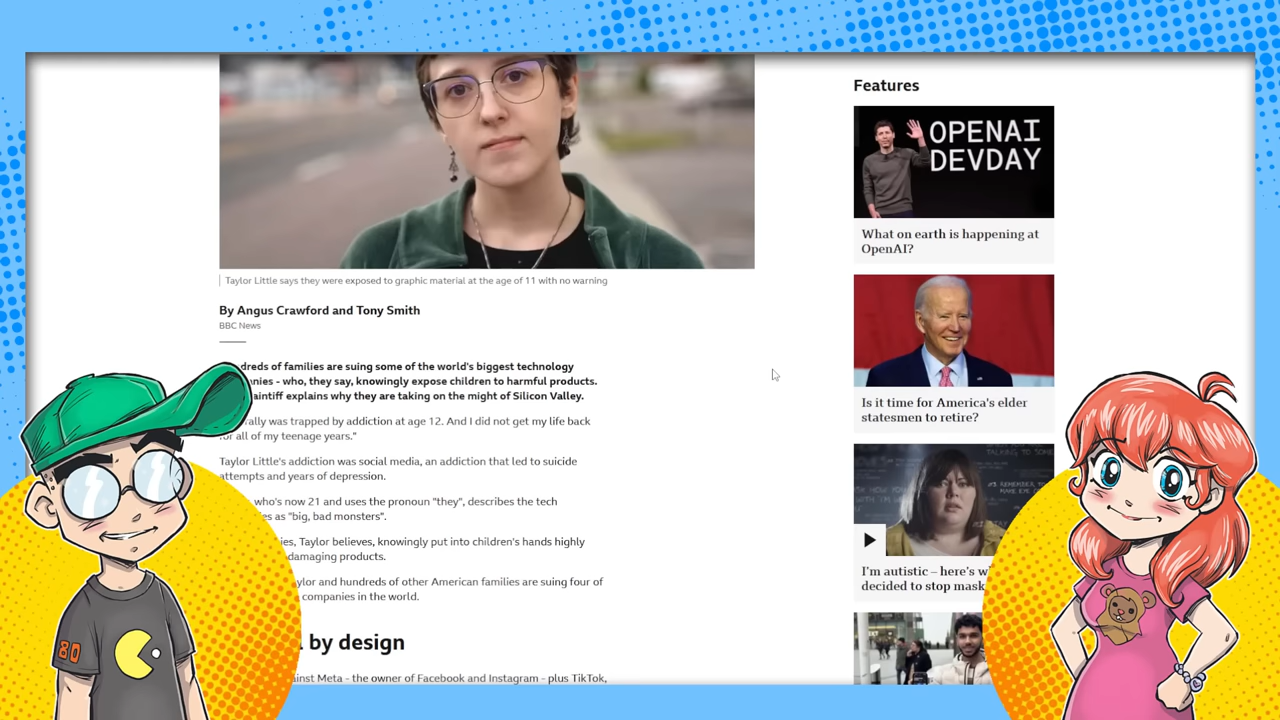 Taylor Little says they were exposed to graphic material at the age of 11 with no warning
By Angus Crawford and Tony Smith
BBC News
dreds of families are suing some of the world's biggest technology
nies - who, they say, knowingly expose children to harmful products.
aintiff explains why they are taking on the might of Silicon Valley.
rally was trapped by addiction at age 12. And I did not get my life back
for all of my teenage years."
Taylor Little's addiction was social media, an addiction that led to suicide
attempts and years of depression.
who's now 21 and uses the pronoun "they", describes the tech
ies as "big, bad monsters".
ies, Taylor believes, knowingly put into children's hands highly
damaging products.
ylor and hundreds of other American families are suing four of
companies in the world.
by design
inst Meta - the owner of Facebook and Instagram - plus TikTok,
Features
OPENAI
DEVDAY
What on earth is happening at
OpenAI?
Is it time for America's elder
statesmen to retire?
I'm autistic – here's w
decided to stop mask
80